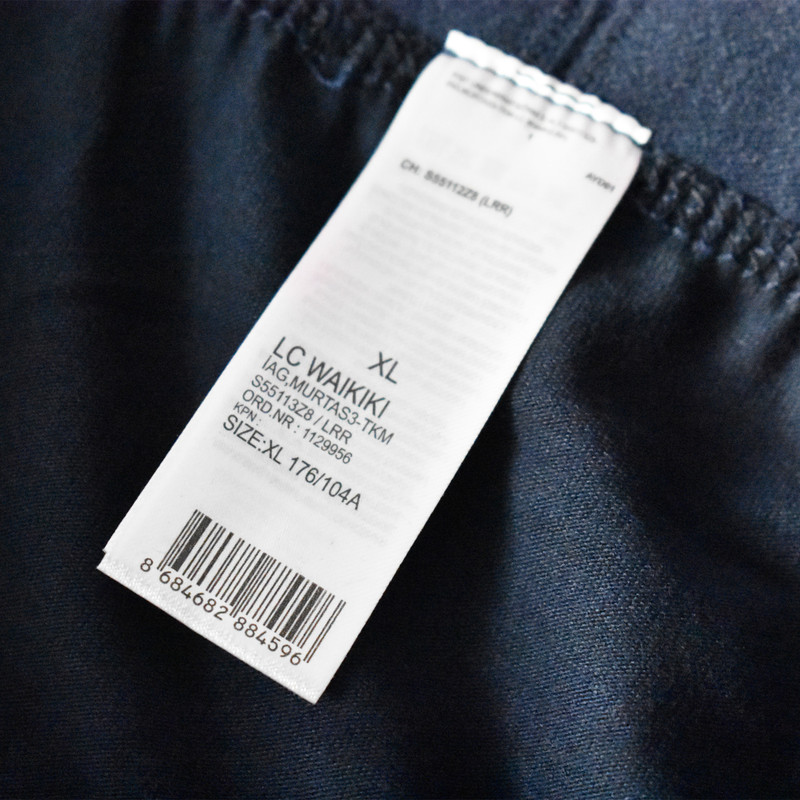 AYD01
CH: S55112Z8 (LRR)
XL
LC WAIKIKI
IAG,MURTAS3-TKM
S55113Z8 / LRR
ORD.NR : 1129956
KPN :
SIZE:XL 176/104A
8 684682 884596